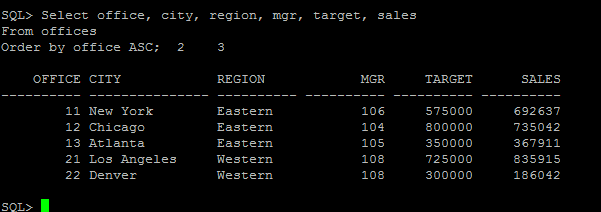 SQL> Select office, city, region, mgr, target, sales
From offices
Order by office ASC;  2    3

    OFFICE CITY            REGION            MGR     TARGET      SALES
---------- --------------- ---------- ---------- ---------- ----------
        11 New York        Eastern           106     575000     692637
        12 Chicago         Eastern           104     800000     735042
        13 Atlanta         Eastern           105     350000     367911
        21 Los Angeles     Western           108     725000     835915
        22 Denver          Western           108     300000     186042

SQL>